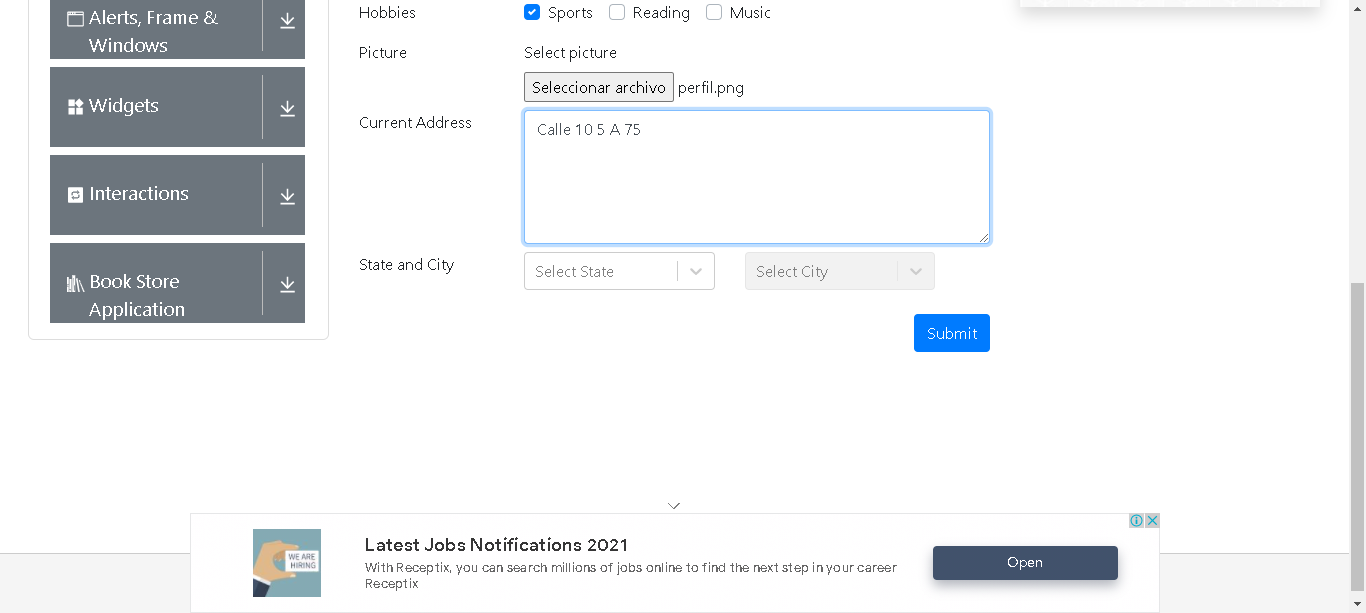 Alerts, Frame &
Windows
Widgets
Interactions
Book Store
Application
Hobbies
Sports
Reading
Music
Picture
Select picture
Seleccionar archivo perfil.png
Current Address
Calle 10 5 A 75
State and City
Select State
Select City
Submit
WE ARE
HIRING
Latest Jobs Notifications 2021
With Receptix, you can search millions of jobs online to find the next step in your career
Receptix
Open